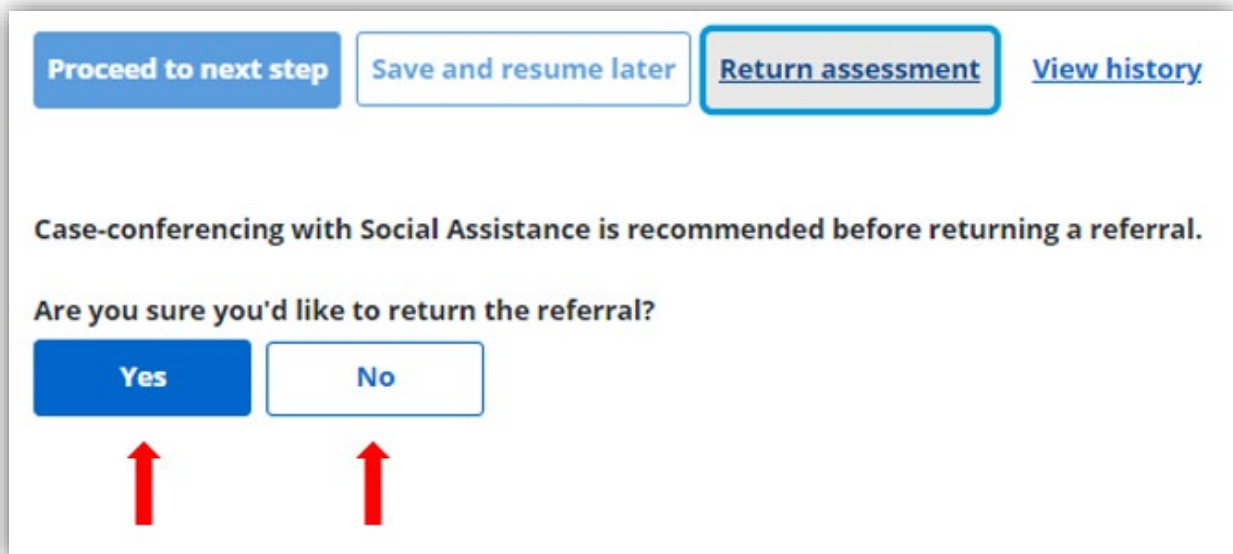 Proceed to next step Save and resume later Return assessment View history
Case-conferencing with Social Assistance is recommended before returning a referral.
Are you sure you'd like to return the referral?
Yes No